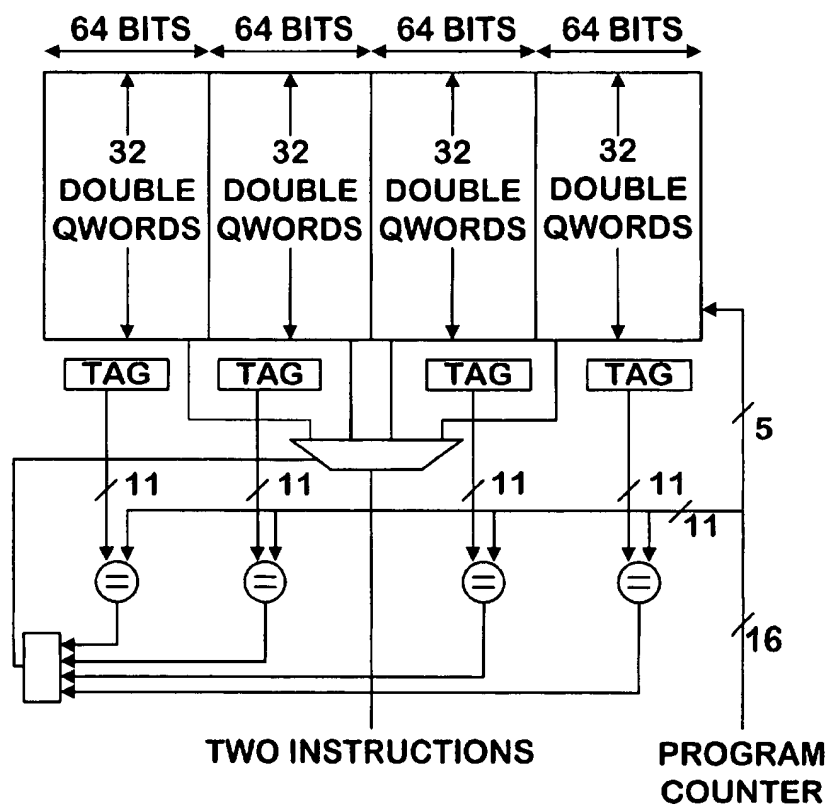 64 BITS 64 BITS 64 BITS 64 BITS
32 DOUBLE QWORDS
32 DOUBLE QWORDS
32 DOUBLE QWORDS
32 DOUBLE QWORDS
TAG TAG TAG TAG
5
11 11 11 11
11
= = = =
16
TWO INSTRUCTIONS
PROGRAM
COUNTER